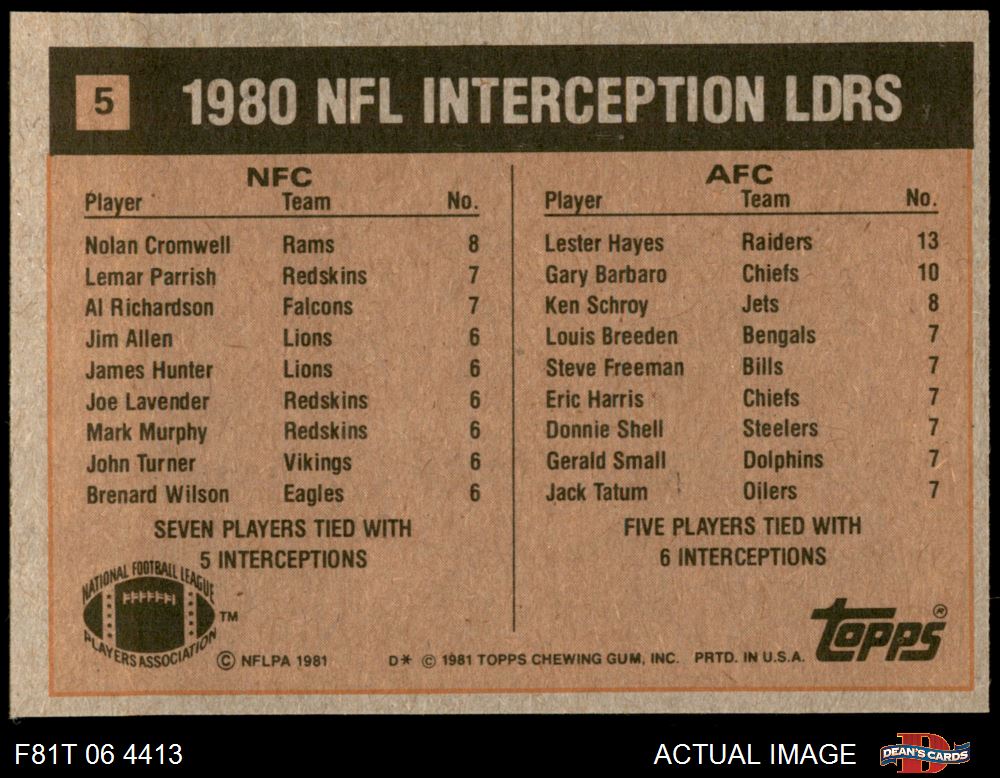 5
1980 NFL INTERCEPTION LDRS
NFC
Player Team No.
Nolan Cromwell Rams 8
Lemar Parrish Redskins 7
Al Richardson Falcons 7
Jim Allen Lions 6
James Hunter Lions 6
Joe Lavender Redskins 6
Mark Murphy Redskins 6
John Turner Vikings 6
Brenard Wilson Eagles 6
SEVEN PLAYERS TIED WITH
5 INTERCEPTIONS
AFC
Player Team No.
Lester Hayes Raiders 13
Gary Barbaro Chiefs 10
Ken Schroy Jets 8
Louis Breeden Bengals 7
Steve Freeman Bills 7
Eric Harris Chiefs 7
Donnie Shell Steelers 7
Gerald Small Dolphins 7
Jack Tatum Oilers 7
FIVE PLAYERS TIED WITH
6 INTERCEPTIONS
NATIONAL FOOTBALL LEAGUE
PLAYERS ASSOCIATION
TM
© NFLPA 1981
D* © 1981 TOPPS CHEWING GUM, INC. PRTD. IN U.S.A.
topps®
F81T 06 4413
ACTUAL IMAGE
D
DEAN'S CARDS